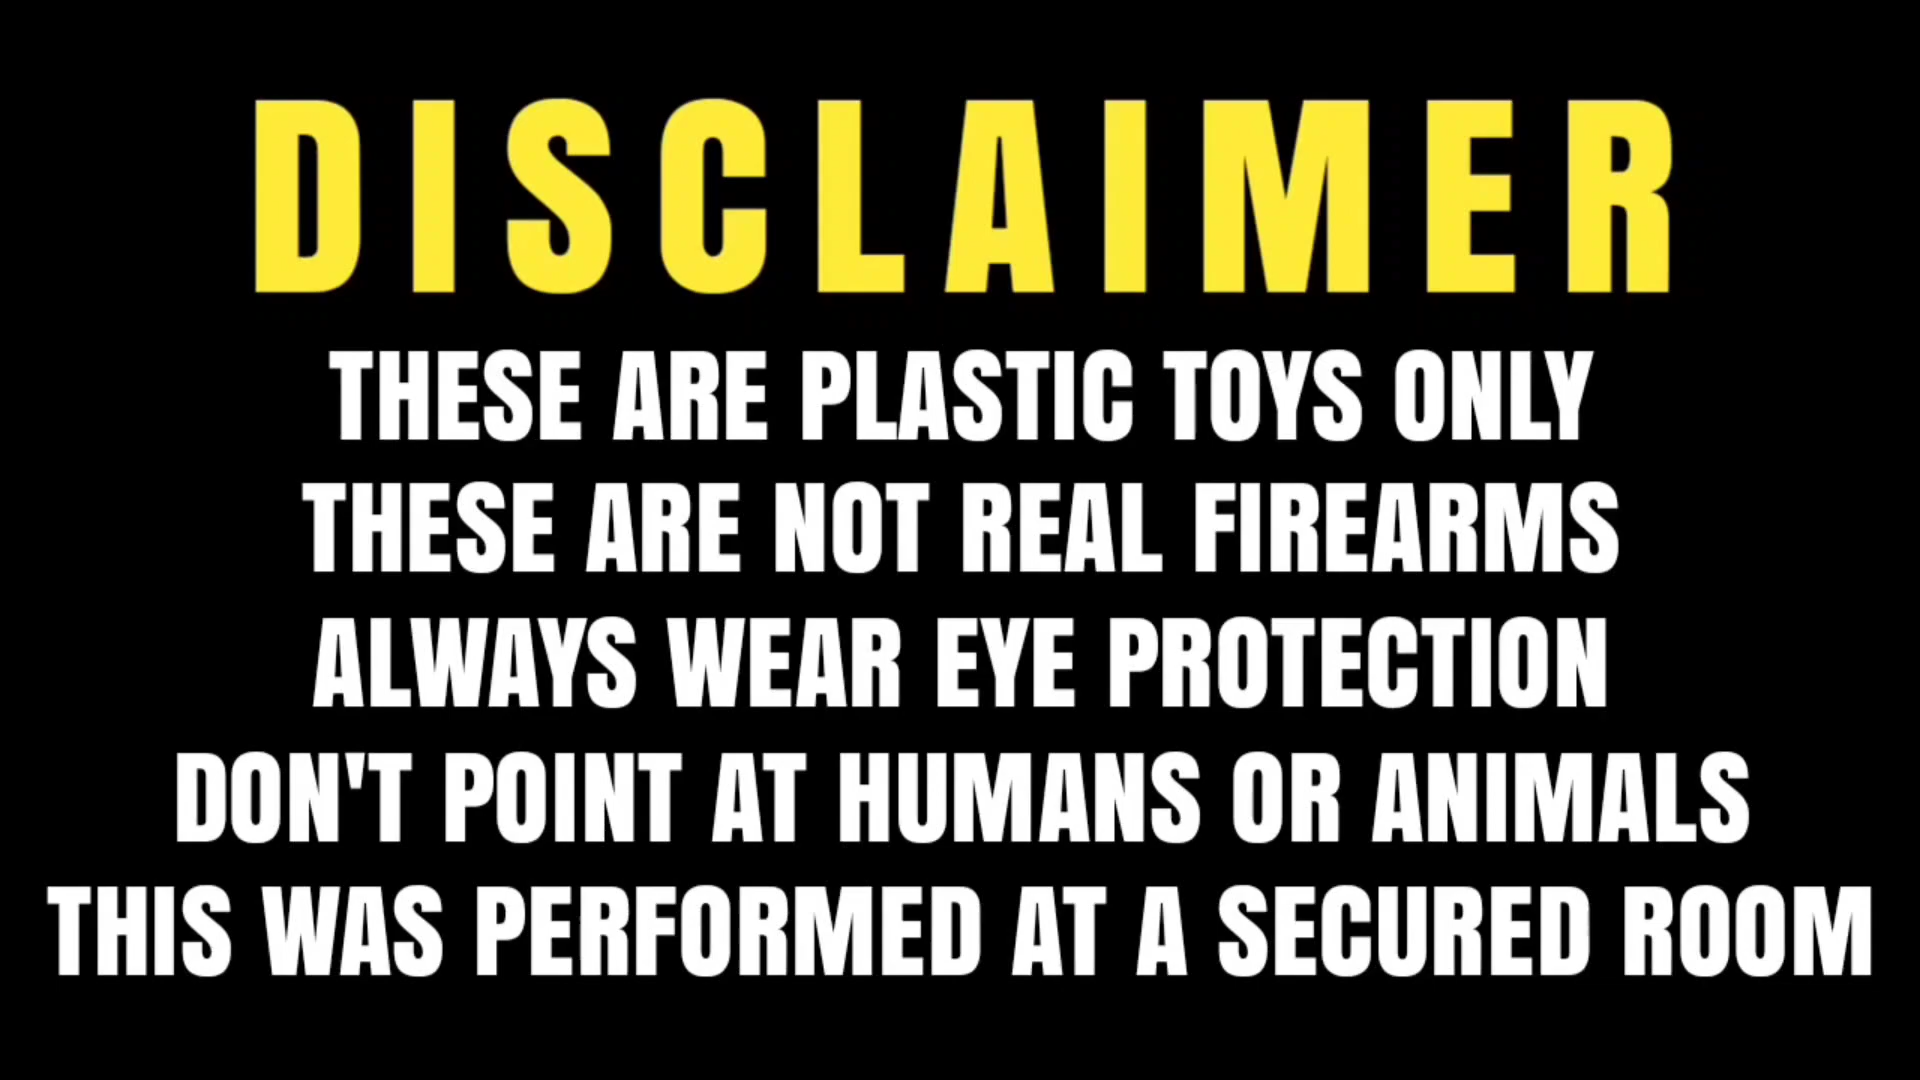 DISCLAIMER
THESE ARE PLASTIC TOYS ONLY
THESE ARE NOT REAL FIREARMS
ALWAYS WEAR EYE PROTECTION
DON'T POINT AT HUMANS OR ANIMALS
THIS WAS PERFORMED AT A SECURED ROOM